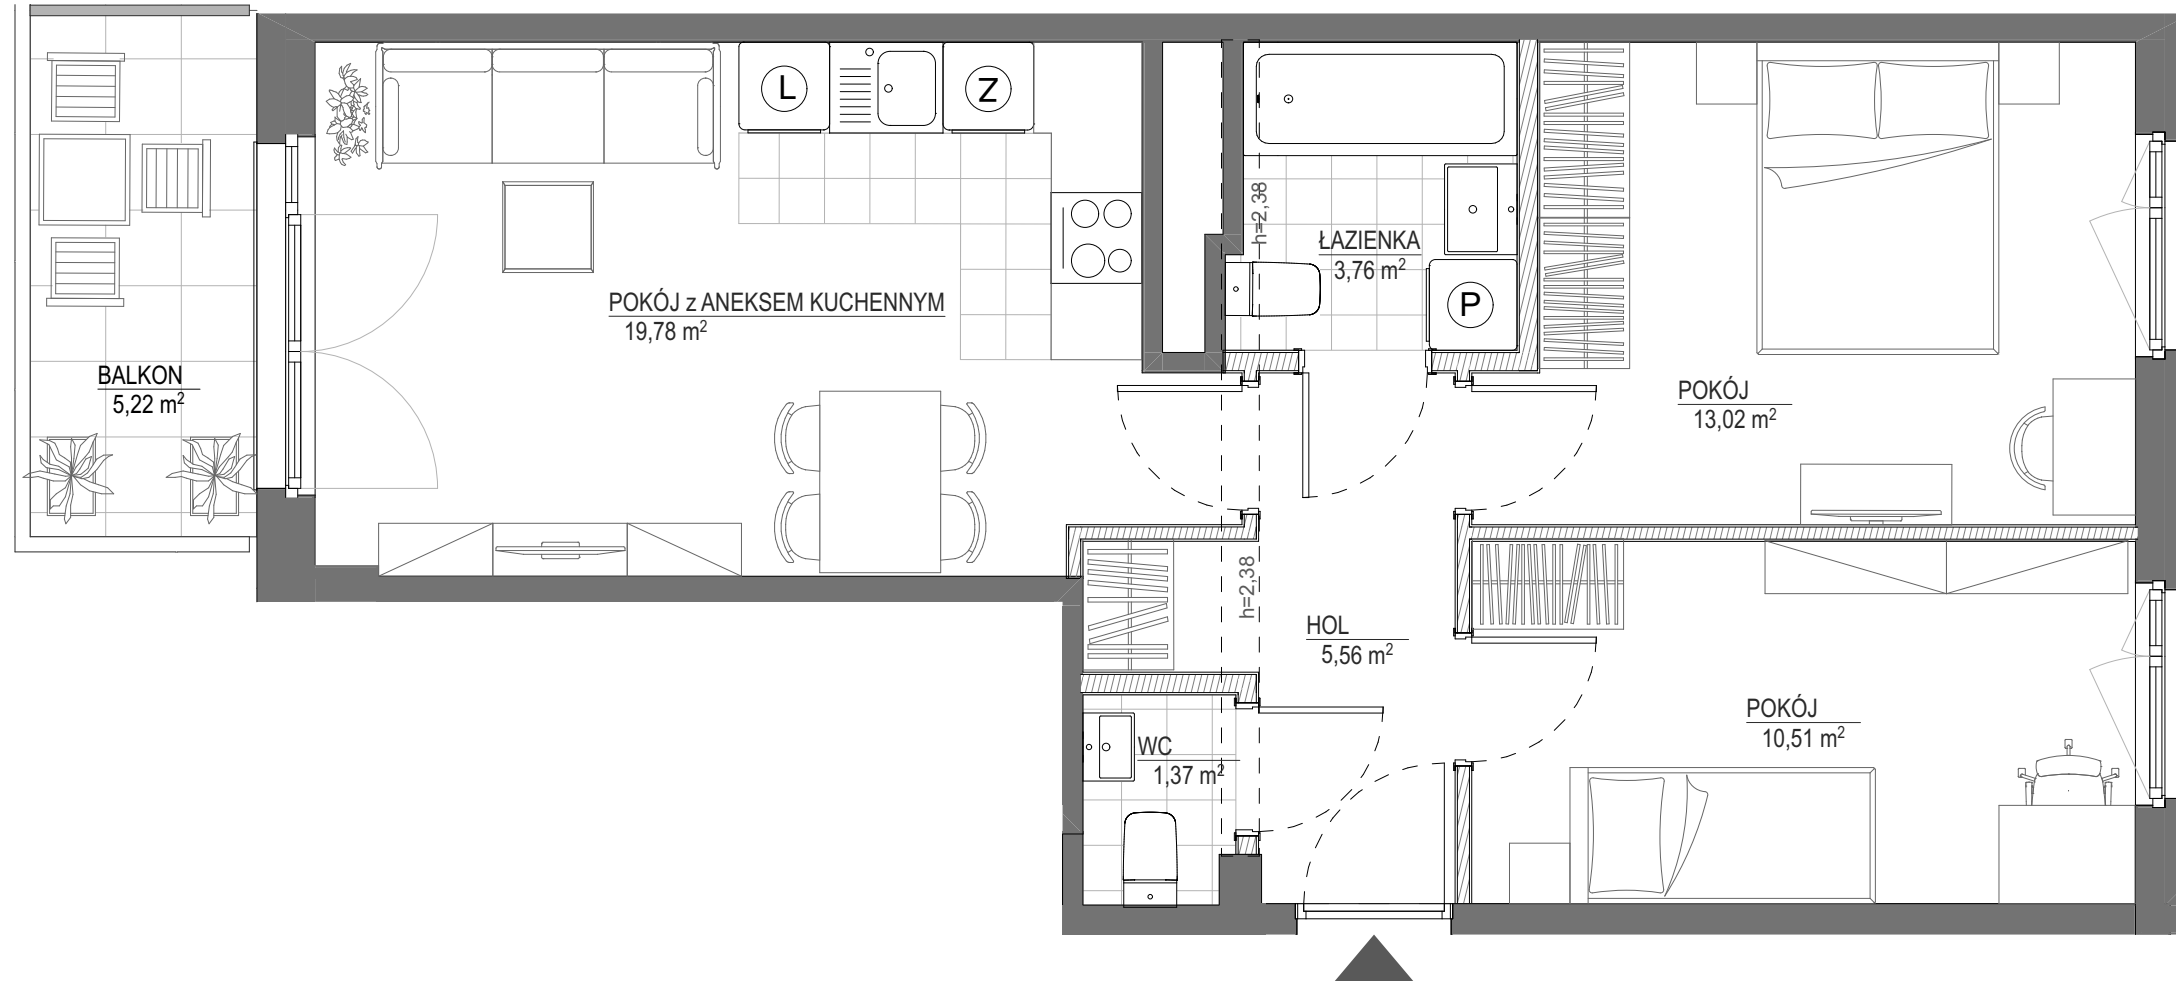 L
Z
h=2,38
ŁAZIENKA
3,76 m²
P
POKÓJ z ANEKSEM KUCHENNYM
19,78 m²
BALKON
5,22 m²
POKÓJ
13,02 m²
h=2,38
HOL
5,56 m²
POKÓJ
10,51 m²
WC
1,37 m²